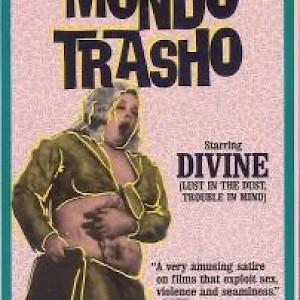 MONDO
TRASHO
Starring
DIVINE
(LUST IN THE DUST,
TROUBLE IN MIND)
"A very amusing satire
on films that exploit sex,
violence and seaminess."